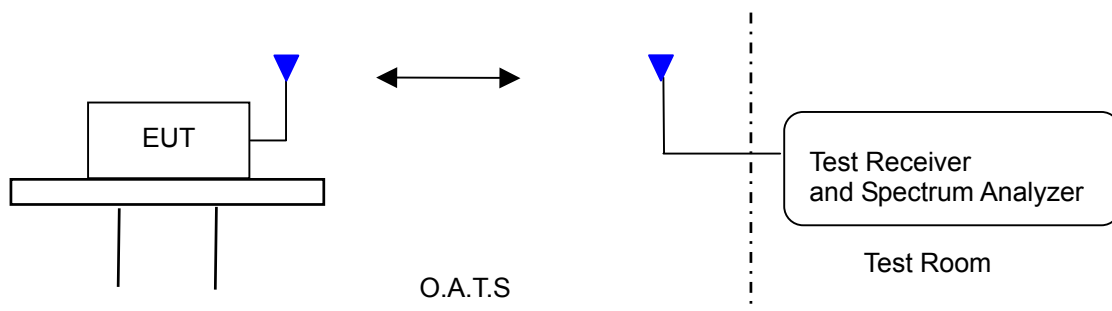 EUT
Test Receiver
and Spectrum Analyzer
Test Room
O.A.T.S